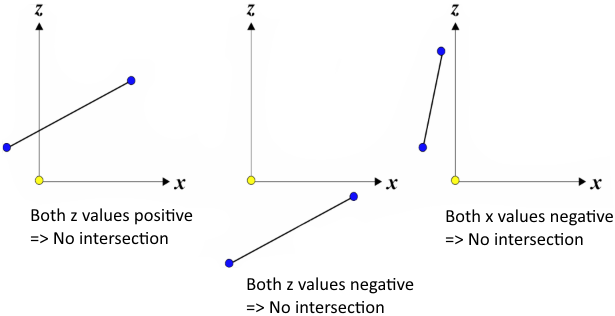 z
x
Both z values positive
=> No intersection
z
x
Both z values negative
=> No intersection
z
x
Both x values negative
=> No intersection